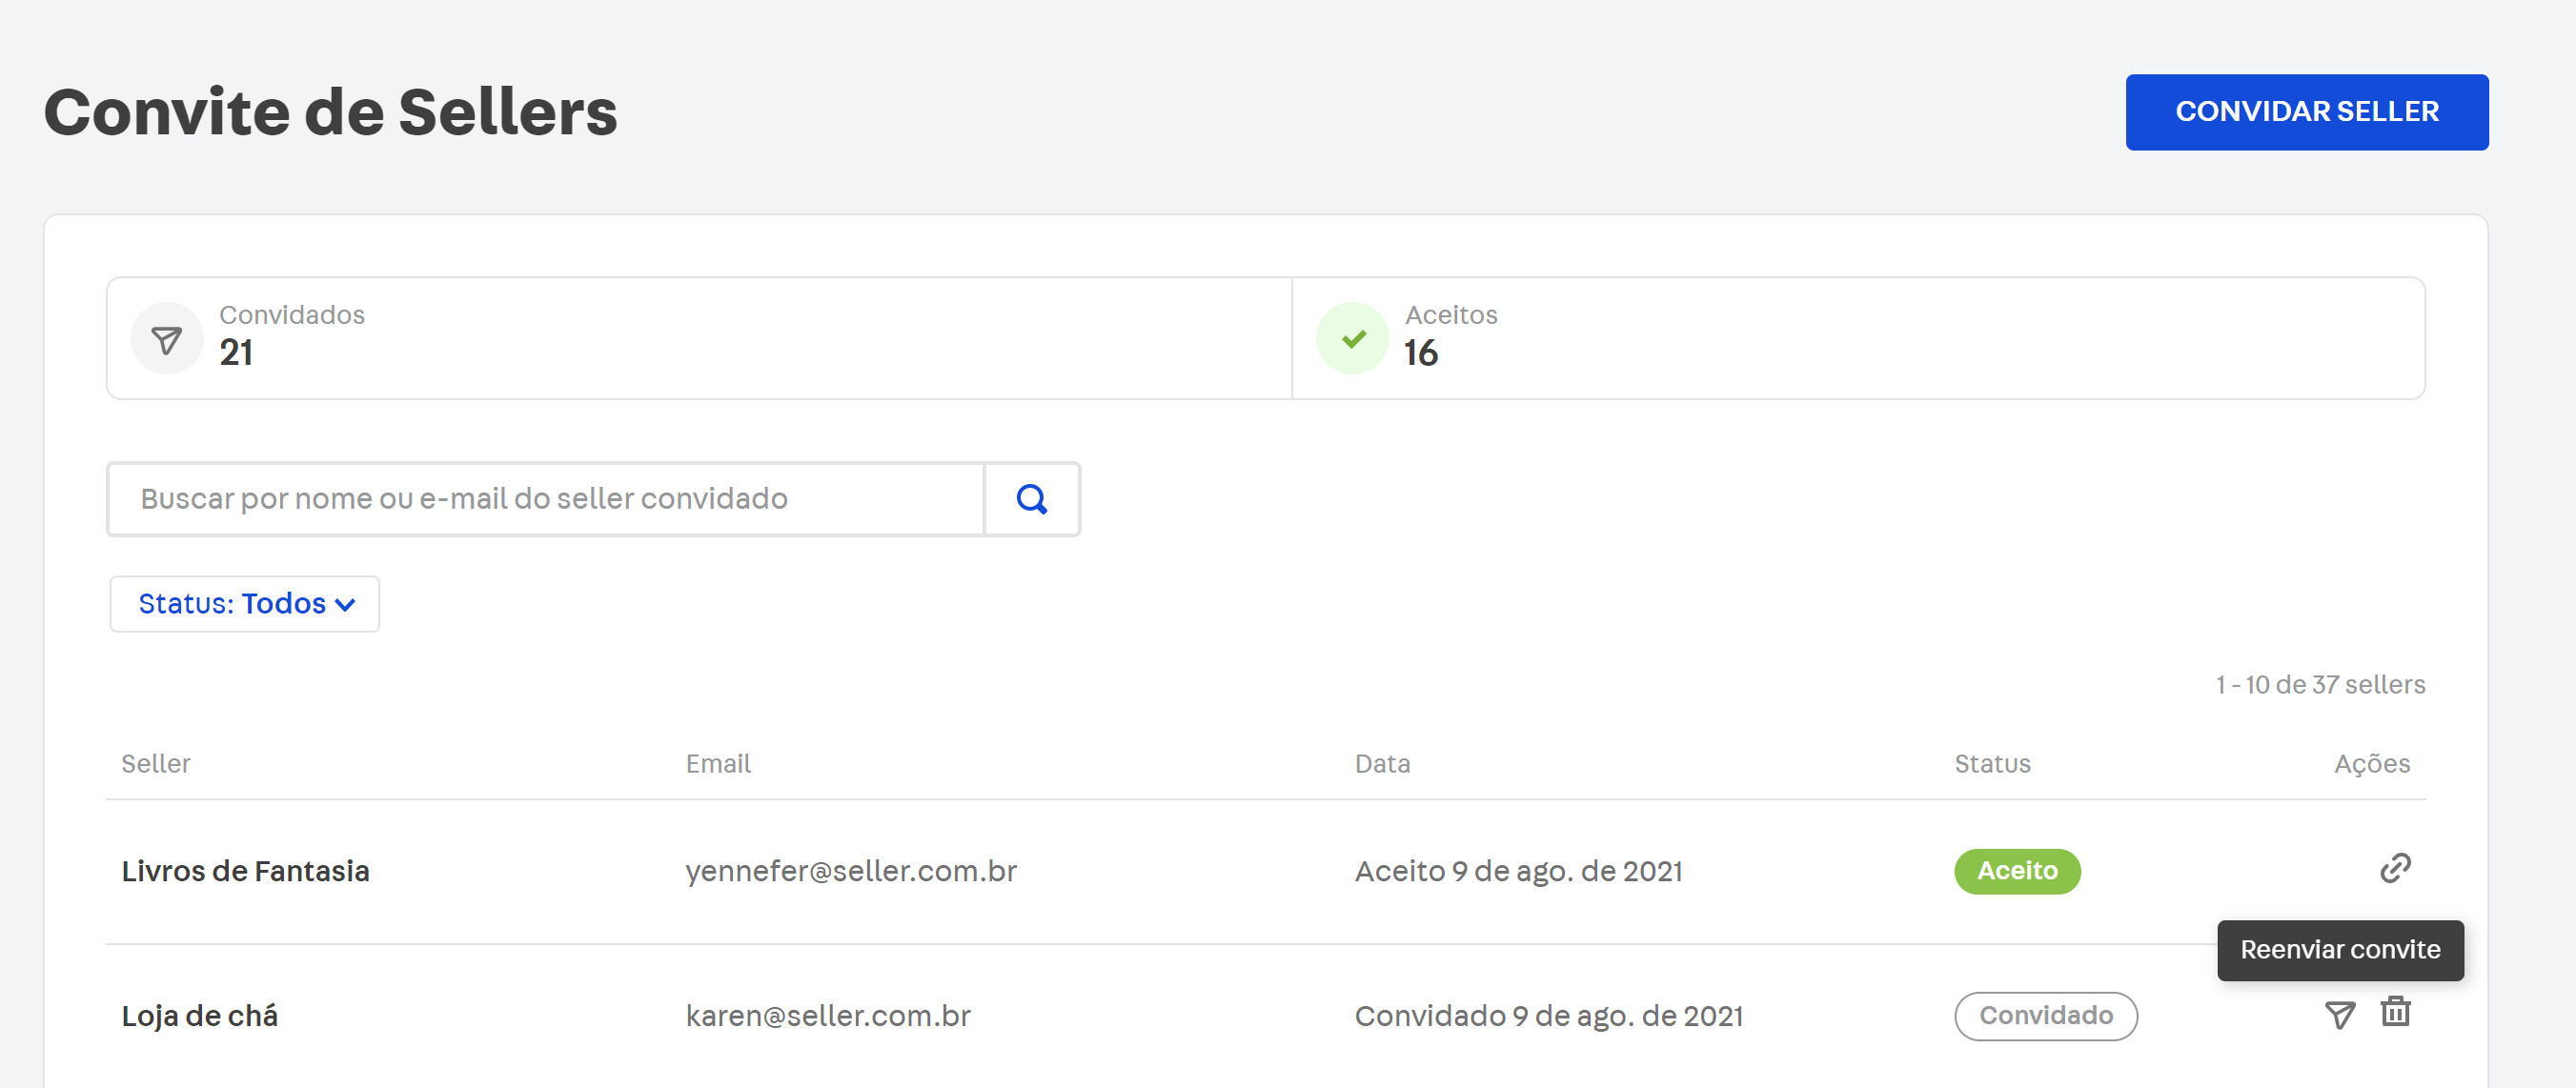 Convite de Sellers
CONVIDAR SELLER
Convidados
21
Aceitos
16
Buscar por nome ou e-mail do seller convidado
Status: Todos
1 - 10 de 37 sellers
Seller Email Data Status Ações
Livros de Fantasia yennefer@seller.com.br Aceito 9 de ago. de 2021 Aceito
Reenviar convite
Loja de chá karen@seller.com.br Convidado 9 de ago. de 2021 Convidado